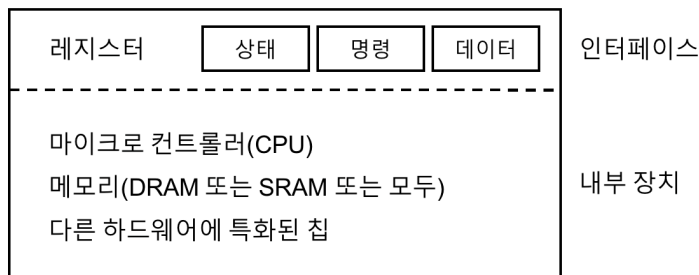 레지스터 상태 명령 데이터 인터페이스
마이크로 컨트롤러(CPU)
메모리(DRAM 또는 SRAM 또는 모두) 내부 장치
다른 하드웨어에 특화된 칩